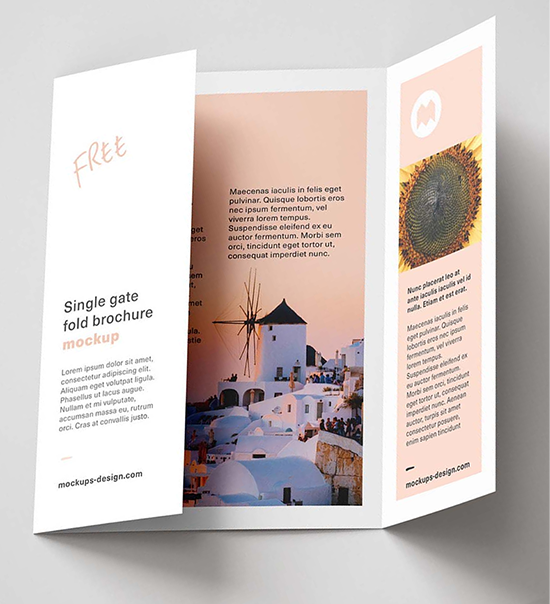 FREE
Single gate
fold brochure
mockup
Lorem ipsum dolor sit amet,
consectetur adipiscing elit.
Aliquam eget volutpat ligula.
Phasellus ut lacus augue.
Nullam et mi vulputate,
accumsan massa eu, rutrum
orci. Cras at convallis justo.
mockups-design.com
Maecenas iaculis in felis eget
pulvinar. Quisque lobortis eros
nec ipsum fermentum, vel
viverra lorem tempus.
Suspendisse eleifend ex eu
auctor fermentum. Morbi sem
orci, tincidunt eget tortor ut,
consequat imperdiet nunc.
Nunc placerat leo at
ante iaculis iaculis vel id
nulla. Etiam et est erat.
Maecenas iaculis in felis
eget pulvinar. Quisque
lobortis eros nec ipsum
fermentum, vel viverra
lorem tempus.
Suspendisse eleifend ex
eu auctor fermentum.
Morbi sem orci, tincidunt
eget tortor ut, consequat
imperdiet nunc. Aenean
auctor, turpis sit amet
consectetur posuere,
enim sapien tincidunt
mockups-design.com